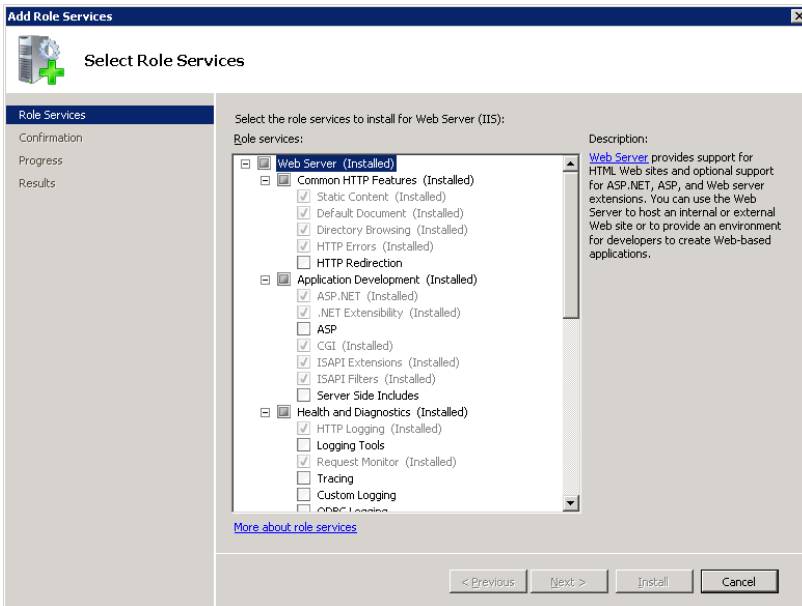 Add Role Services
Select Role Services
Role Services
Confirmation
Progress
Results
Select the role services to install for Web Server (IIS):
Role services:
Web Server (Installed)
Common HTTP Features (Installed)
Static Content (Installed)
Default Document (Installed)
Directory Browsing (Installed)
HTTP Errors (Installed)
HTTP Redirection
Application Development (Installed)
ASP.NET (Installed)
.NET Extensibility (Installed)
ASP
CGI (Installed)
ISAPI Extensions (Installed)
ISAPI Filters (Installed)
Server Side Includes
Health and Diagnostics (Installed)
HTTP Logging (Installed)
Logging Tools
Request Monitor (Installed)
Tracing
Custom Logging
ODBC Logging
More about role services
Description:
Web Server provides support for
HTML Web sites and optional support
for ASP.NET, ASP, and Web server
extensions. You can use the Web
Server to host an internal or external
Web site or to provide an environment
for developers to create Web-based
applications.
< Previous
Next >
Install
Cancel